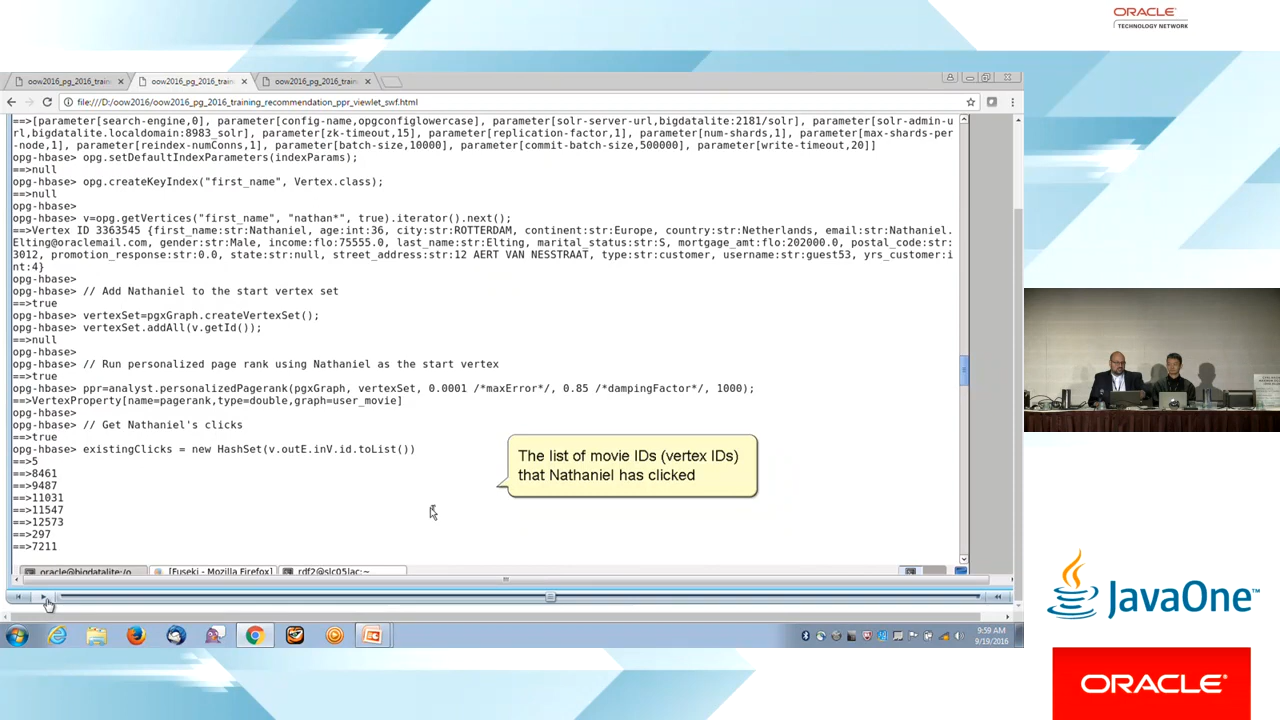 ORACLE
TECHNOLOGY NETWORK
oow2016_pg_2016_train
oow2016_pg_2016_train
oow2016_pg_2016_train
file:///D:/oow2016/oow2016_pg_2016_training_recommendation_ppr_viewlet_swf.html
==>[parameter[search-engine,0], parameter[config-name,opgconfiglowercase], parameter[solr-server-url,bigdatalite:2181/solr], parameter[solr-admin-u
rl,bigdatalite.localdomain:8983_solr], parameter[zk-timeout,15], parameter[replication-factor,1], parameter[num-shards,1], parameter[max-shards-per
-node,1], parameter[reindex-numConns,1], parameter[batch-size,10000], parameter[commit-batch-size,500000], parameter[write-timeout,20]]
opg-hbase> opg.setDefaultIndexParameters(indexParams);
==>null
opg-hbase> opg.createKeyIndex("first_name", Vertex.class);
==>null
opg-hbase>
opg-hbase> v=opg.getVertices("first_name", "nathan*", true).iterator().next();
==>Vertex ID 3363545 {first_name:str:Nathaniel, age:int:36, city:str:ROTTERDAM, continent:str:Europe, country:str:Netherlands, email:str:Nathaniel.
Elting@oraclemail.com, gender:str:Male, income:flo:75555.0, last_name:str:Elting, marital_status:str:S, mortgage_amt:flo:202000.0, postal_code:str:
3012, promotion_response:str:0.0, state:str:null, street_address:str:12 AERT VAN NESSTRAAT, type:str:customer, username:str:guest53, yrs_customer:i
nt:4}
opg-hbase>
opg-hbase> // Add Nathaniel to the start vertex set
==>true
opg-hbase> vertexSet=pgxGraph.createVertexSet();
opg-hbase> vertexSet.addAll(v.getId());
==>null
opg-hbase>
opg-hbase> // Run personalized page rank using Nathaniel as the start vertex
==>true
opg-hbase> ppr=analyst.personalizedPagerank(pgxGraph, vertexSet, 0.0001 /*maxError*/, 0.85 /*dampingFactor*/, 1000);
==>VertexProperty[name=pagerank,type=double,graph=user_movie]
opg-hbase>
opg-hbase> // Get Nathaniel's clicks
==>true
opg-hbase> existingClicks = new HashSet(v.outE.inV.id.toList())
==>5
==>8461
==>9487
==>11031
==>11547
==>12573
==>297
==>7211
The list of movie IDs (vertex IDs)
that Nathaniel has clicked
oracle@bigdatalite:/o
[Fuseki - Mozilla Firefox]
rdf2@slc05lac:~
9:59 AM
9/19/2016
JavaOne™
ORACLE